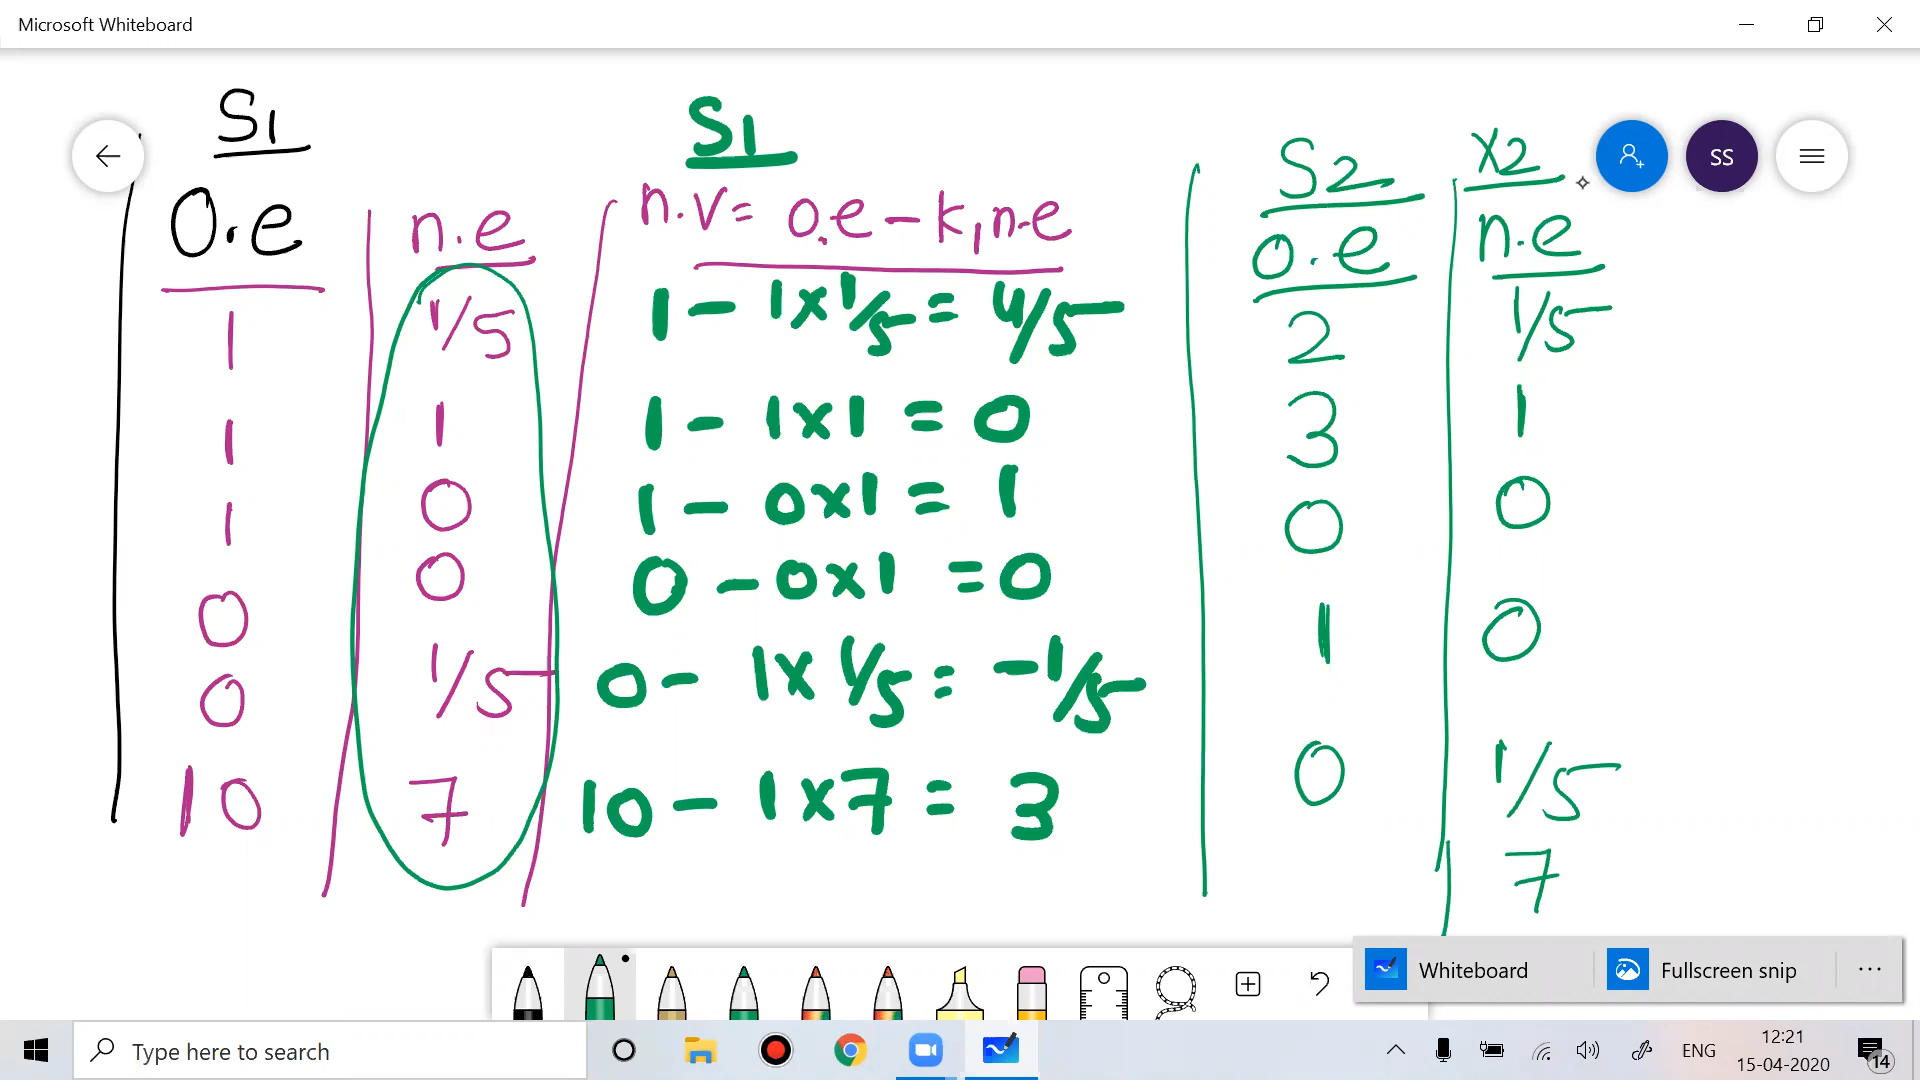 Microsoft Whiteboard
S1
O.e
n.e
1
1/5
1
1
1
0
0
0
0
1/5
10
7
S1
n.v = o.e - k,n.e
1 - 1x1/5 = 4/5
1 - 1x1 = 0
1 - 0x1 = 1
0 - 0x1 = 0
0 - 1x1/5 = -1/5
10 - 1x7 = 3
S2
X2
o.e
n.e
2
1/5
3
1
0
0
1
0
0
1/5
7
SS
Whiteboard
Fullscreen snip
Type here to search
ENG
12:21
15-04-2020
14